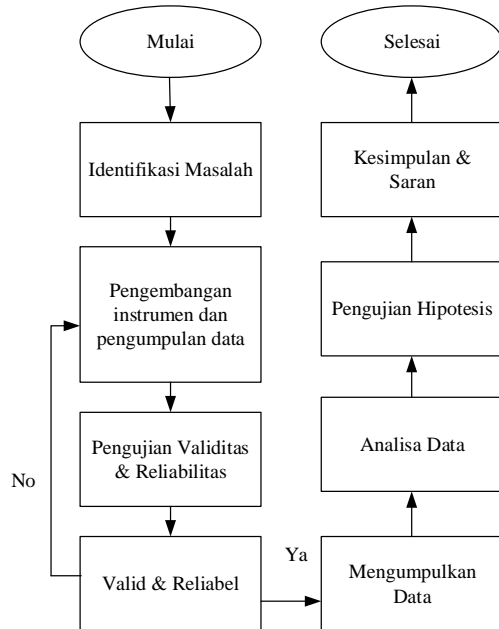 Mulai
Identifikasi Masalah
Pengembangan
instrumen dan
pengumpulan data
Pengujian Validitas
& Reliabilitas
No
Valid & Reliabel
Ya
Mengumpulkan
Data
Analisa Data
Pengujian Hipotesis
Kesimpulan &
Saran
Selesai